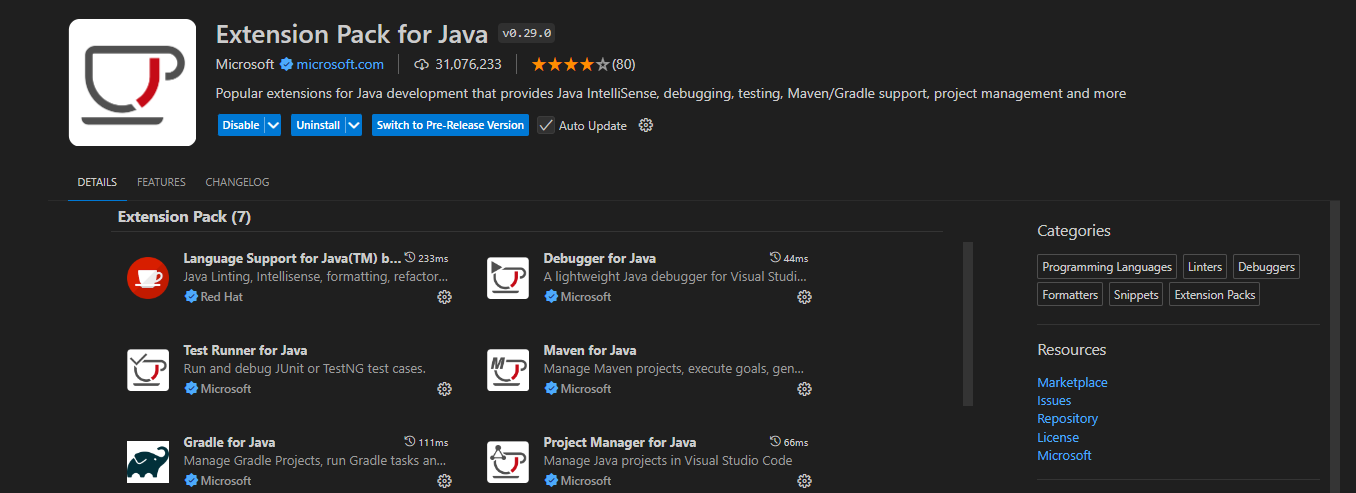 Extension Pack for Java v0.29.0
Microsoft microsoft.com 31,076,233 (80)
Popular extensions for Java development that provides Java IntelliSense, debugging, testing, Maven/Gradle support, project management and more
Disable Uninstall Switch to Pre-Release Version Auto Update
DETAILS FEATURES CHANGELOG
Extension Pack (7)
Language Support for Java(TM) b... 233ms
Java Linting, Intellisense, formatting, refactor...
Red Hat
Debugger for Java 44ms
A lightweight Java debugger for Visual Studi...
Microsoft
Test Runner for Java
Run and debug JUnit or TestNG test cases.
Microsoft
M
Maven for Java
Manage Maven projects, execute goals, gen...
Microsoft
Gradle for Java 111ms
Manage Gradle Projects, run Gradle tasks an...
Microsoft
Project Manager for Java 66ms
Manage Java projects in Visual Studio Code
Microsoft
Categories
Programming Languages Linters Debuggers
Formatters Snippets Extension Packs
Resources
Marketplace
Issues
Repository
License
Microsoft